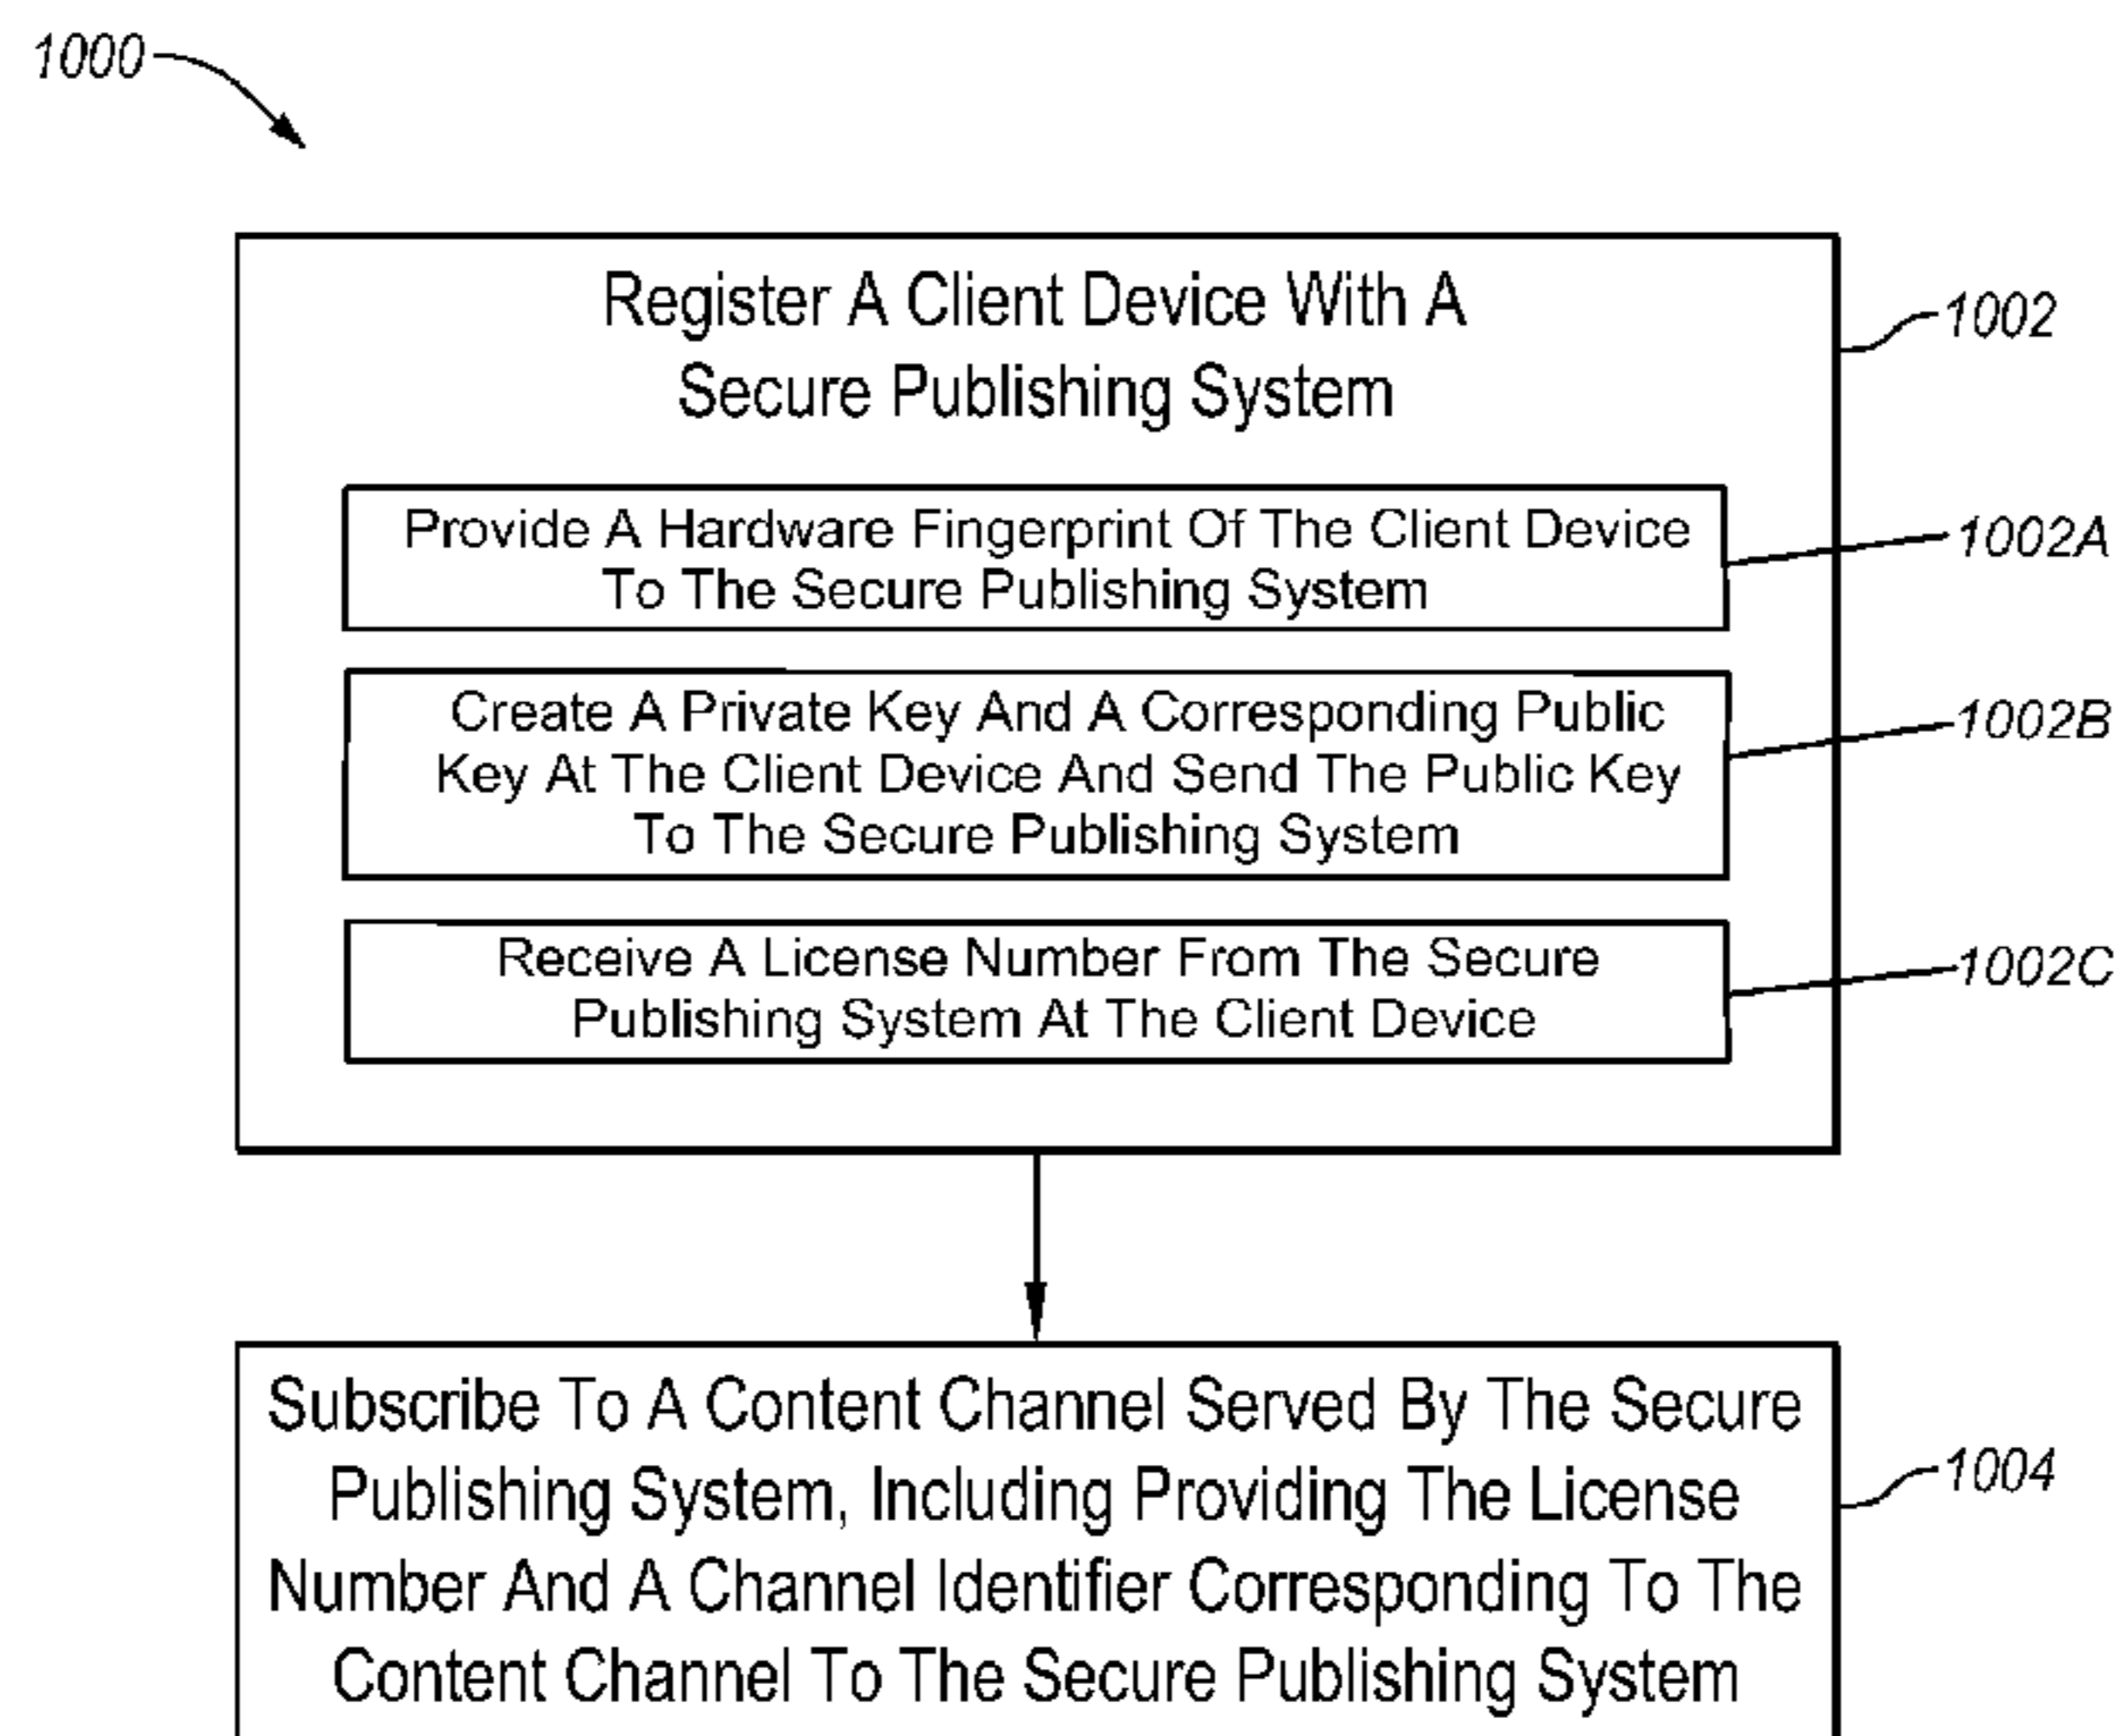 1000
Register A Client Device With A
Secure Publishing System
1002
Provide A Hardware Fingerprint Of The Client Device
To The Secure Publishing System
1002A
Create A Private Key And A Corresponding Public
Key At The Client Device And Send The Public Key
To The Secure Publishing System
1002B
Receive A License Number From The Secure
Publishing System At The Client Device
1002C
Subscribe To A Content Channel Served By The Secure
Publishing System, Including Providing The License
Number And A Channel Identifier Corresponding To The
Content Channel To The Secure Publishing System
1004